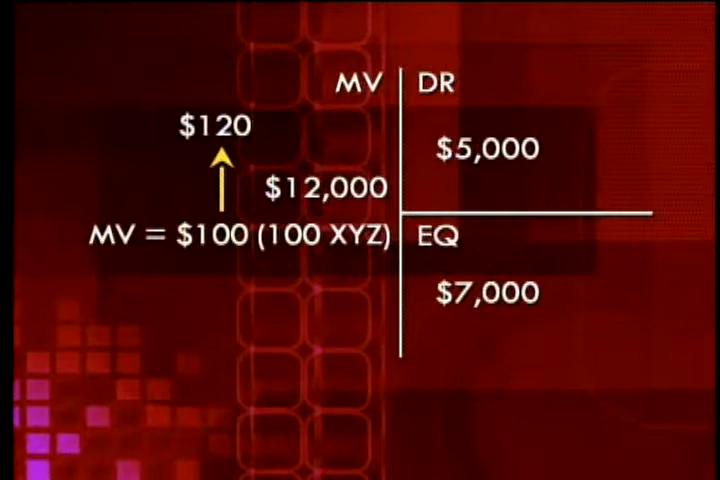 MV DR
$120
$5,000
$12,000
MV = $100 (100 XYZ) EQ
$7,000